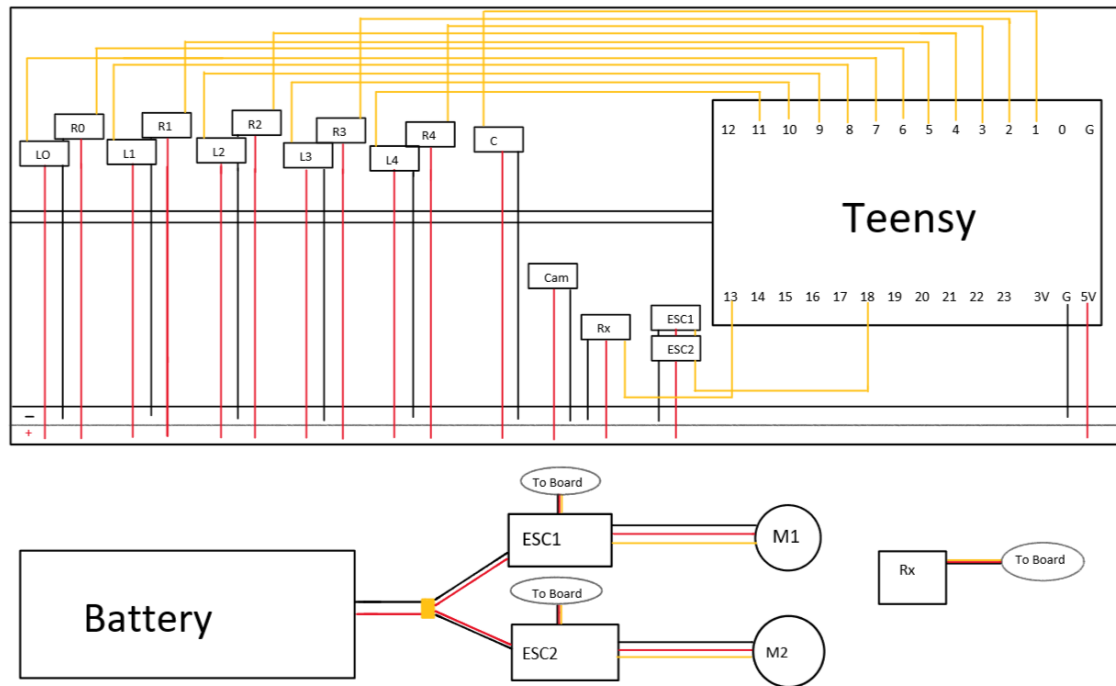 R0 R1 R2 R3 R4 C
LO L1 L2 L3 L4
12 11 10 9 8 7 6 5 4 3 2 1 0 G
Teensy
Cam
13 14 15 16 17 18 19 20 21 22 23 3V G 5V
Rx
ESC1
ESC2
−
+
To Board
ESC1
M1
To Board
Rx
To Board
Battery
ESC2
M2